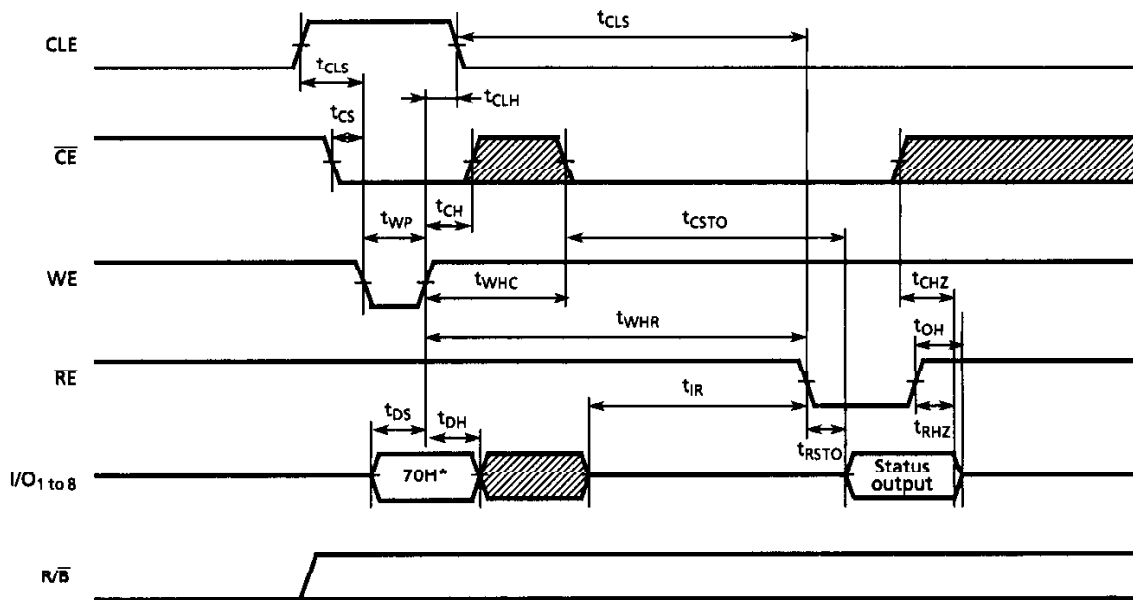 CLE
tCLS
tCLS
tCLH
tCS
CE
tCH
tWP
tCSTO
WE
tWHC
tCHZ
tWHR
tOH
RE
tIR
tDS
tDH
tRHZ
tRSTO
I/O1 to 8
70H*
Status
output
R/B